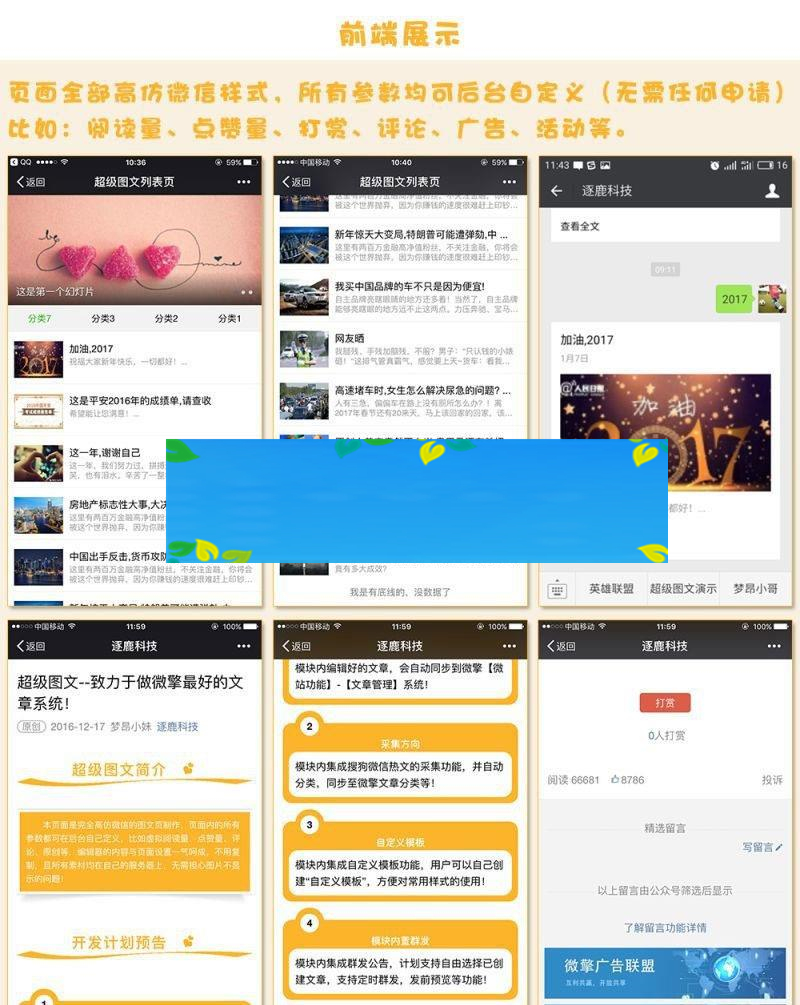 前端展示
页面全部高仿微信样式，所有参数均可后台自定义（无需任何申请）
比如：阅读量、点赞量、打赏、评论、广告、活动等。
QQ 10:36 59%
返回 超级图文列表页
这是第一个幻灯片
分类7 分类3 分类2 分类1
加油,2017
祝福大家新年快乐，一切都好！...
这是平安2016年的成绩单,请查收
希望能让您满意！...
这一年,谢谢自己
这一年，我们努力过、拼搏
笑，也有泪水，辛苦了一整
房地产标志性大事,大决
这里有两百万金融高净值粉
被这个世界抛弃，因为你赚
中国出手反击,货币攻防
这里有两百万金融高净值粉丝，不关注金融，你将会
被这个世界抛弃，因为你赚钱的速度很难赶上印钞...
中国移动 10:40 59%
返回 超级图文列表页
被这个世界抛弃，因为你赚钱的速度很难赶上印钞...
新年惊天大变局,特朗普可能遭弹劾,中 ...
这里有两百万金融高净值粉丝，不关注金融，你将会
被这个世界抛弃，因为你赚钱的速度很难赶上印钞...
我买中国品牌的车不只是因为便宜!
自主品牌亮瞎眼睛的地方还多着！当然了，自主品牌
能够亮眼的地方远不止这两点。力压奔驰、宝马...
网友晒
我腿残，手残加脑残，不服？男子："只认钱的小婊
砸！"这排气管真霸气，感觉要上天~货车：看我...
高速堵车时,女生怎么解决尿急的问题? ...
人有三急，偏偏车在路上没有厕所怎么办？！离
2017年春节还有20来天，马上该回家的回家，该...
竟有多大成效?
我是有底线的，没数据了
11:43 16
逐鹿科技
查看全文
09:11
2017
加油,2017
1月7日
@人民日报
加油
2017
都好！...
英雄联盟 超级图文演示 梦昂小哥
中国移动 11:59 100%
返回 逐鹿科技
超级图文--致力于做微擎最好的文
章系统！
原创 2016-12-17 梦昂小妹 逐鹿科技
超级图文简介
本页面是完全高仿微信的图文页制作，页面内的所有
参数都可在后台自己定义，比如虚拟阅读量、点赞量、评
论、原创等、编辑器的内容与页面设置一气呵成，不用复
制，且所有素材均在自己的服务器上，无需担心图片不显
示的问题！
开发计划预告
1
中国移动 11:59 100%
返回 逐鹿科技
模块内编辑好的文章，会自动同步到微擎【微
站功能】-【文章管理】系统！
2
采集方向
模块内集成搜狗微信热文的采集功能，并自动
分类，同步至微擎文章分类等！
3
自定义模板
模块内集成自定义模板功能，用户可以自己创
建“自定义模板”，方便对常用样式的使用！
4
模块内置群发
模块内集成群发公告，计划支持自由选择已创
建文章，支持定时群发，发前预览等功能！
中国移动 11:59 100%
返回 逐鹿科技
打赏
0人打赏
阅读 66681 8786 投诉
精选留言
写留言
以上留言由公众号筛选后显示
了解留言功能详情
微擎广告联盟
互利共赢，开放共享